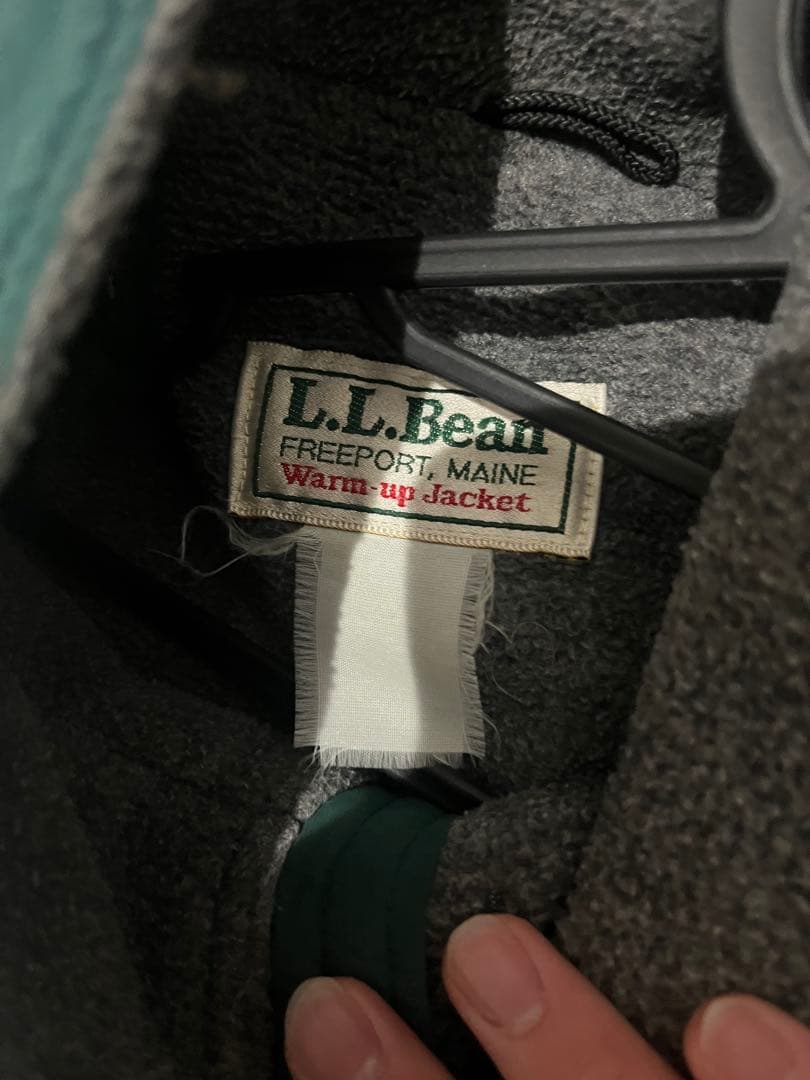 L.L.Bean
FREEPORT, MAINE
Warm-up Jacket